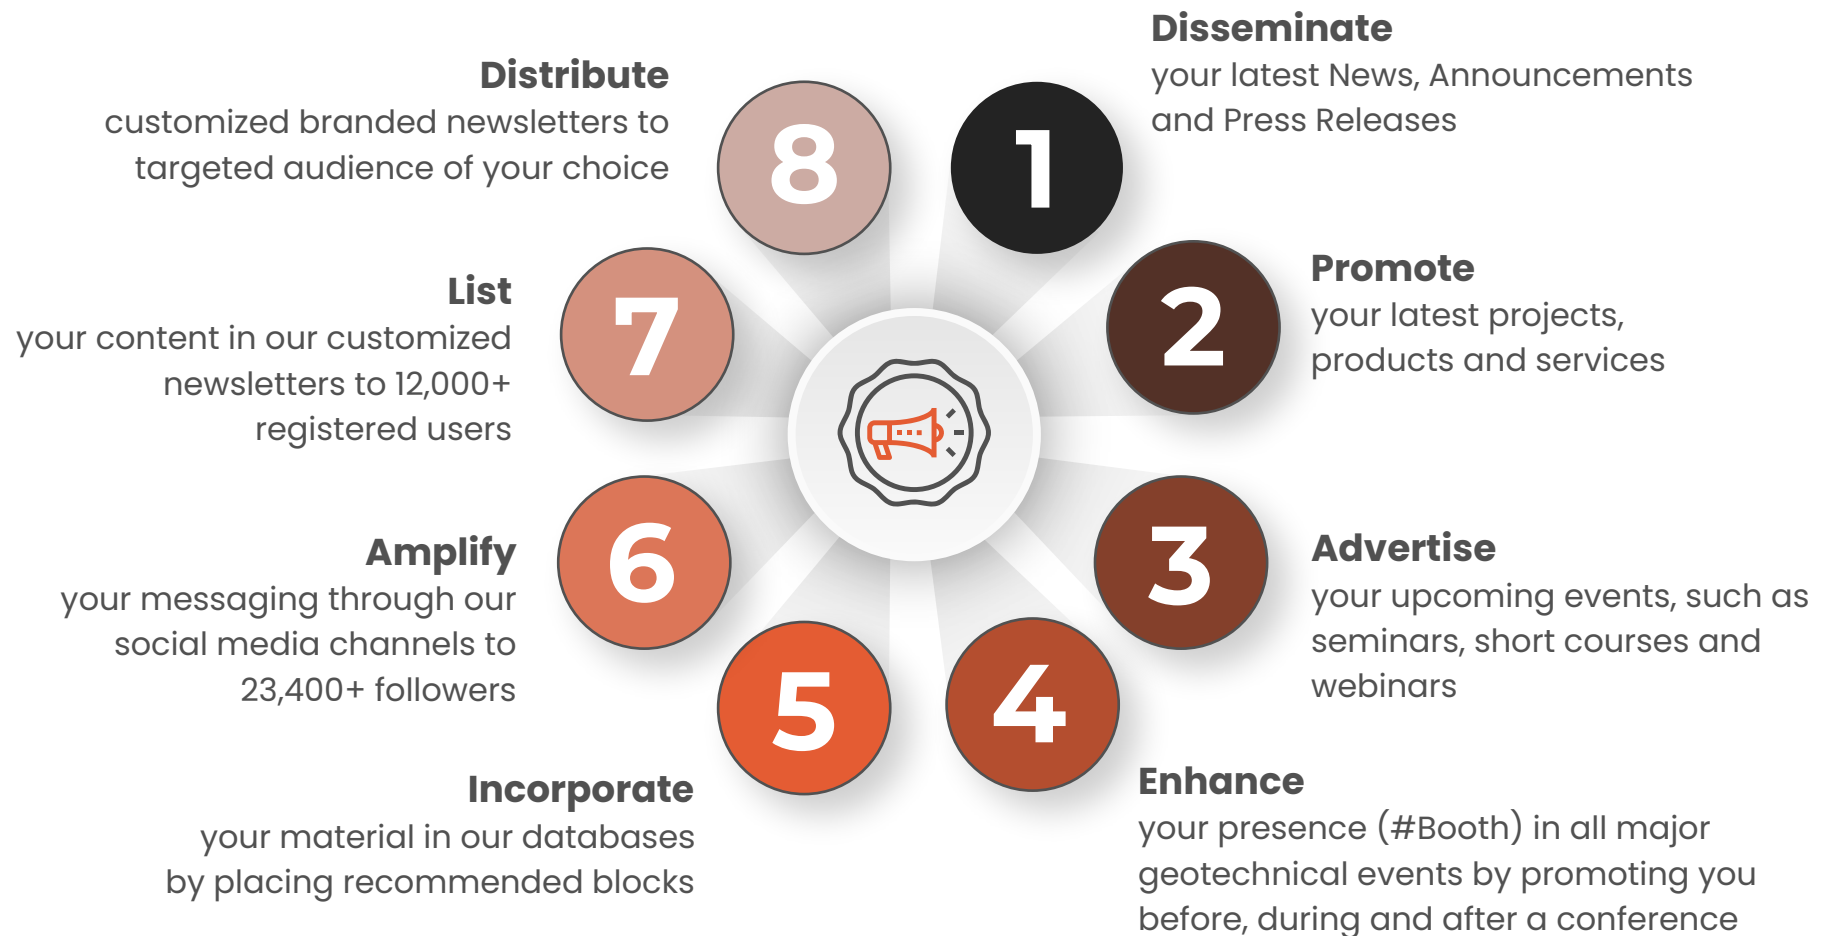 1
Disseminate
your latest News, Announcements
and Press Releases
2
Promote
your latest projects,
products and services
3
Advertise
your upcoming events, such as
seminars, short courses and
webinars
4
Enhance
your presence (#Booth) in all major
geotechnical events by promoting you
before, during and after a conference
5
Incorporate
your material in our databases
by placing recommended blocks
6
Amplify
your messaging through our
social media channels to
23,400+ followers
7
List
your content in our customized
newsletters to 12,000+
registered users
8
Distribute
customized branded newsletters to
targeted audience of your choice